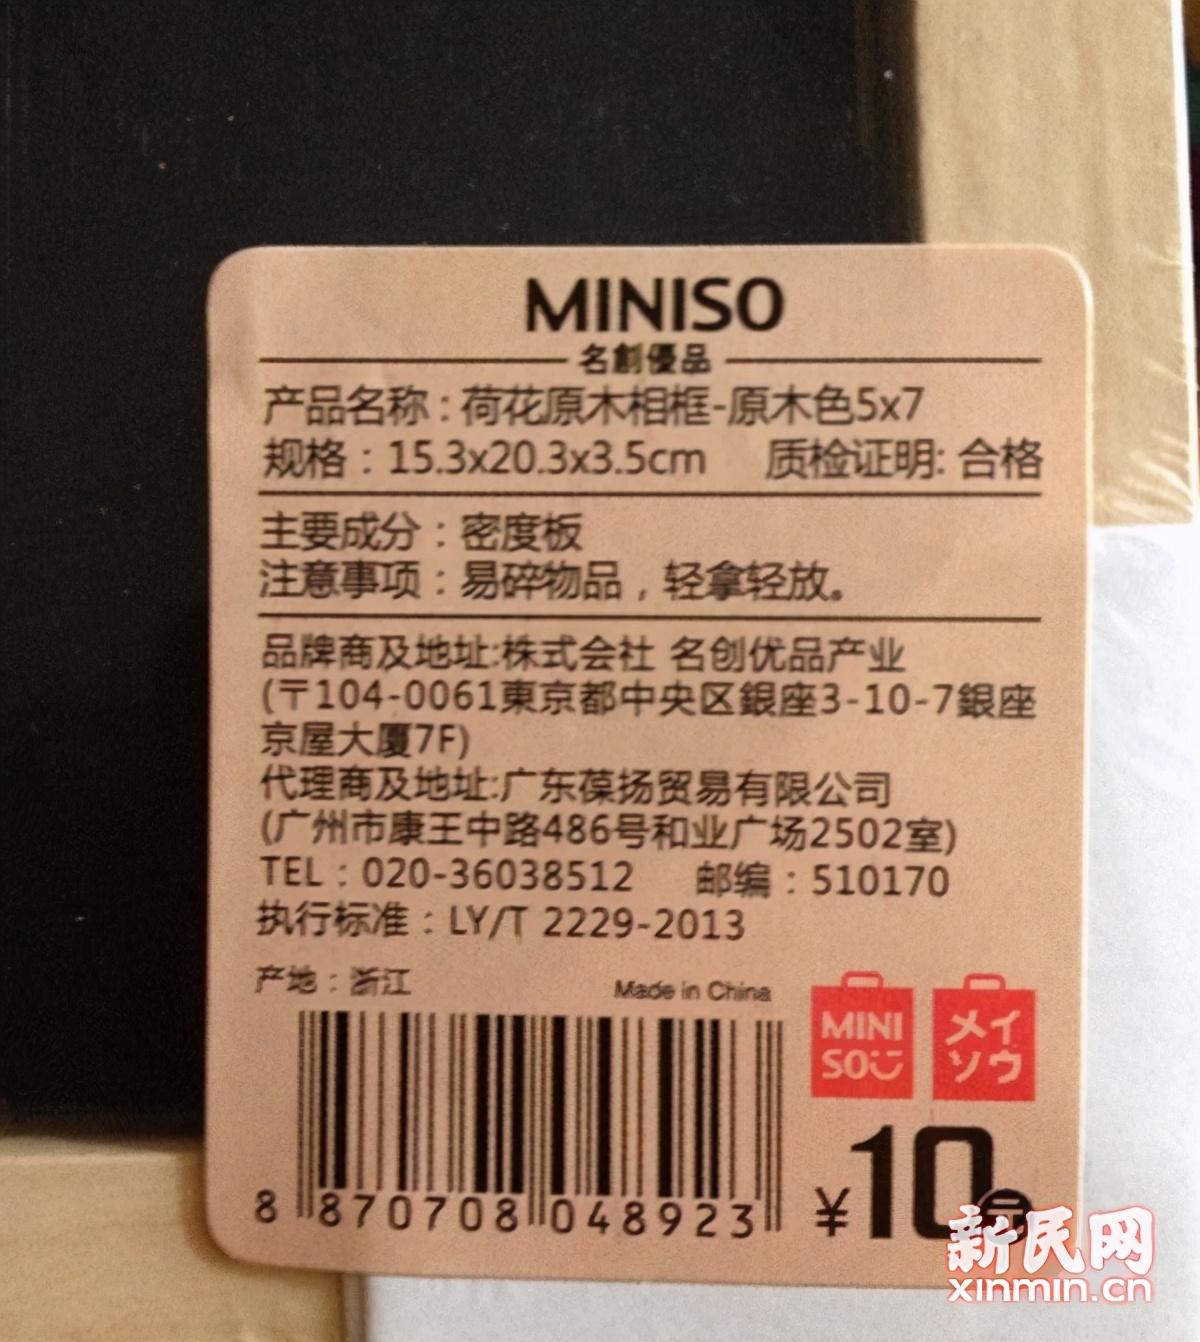 MINISO
名創優品
产品名称：荷花原木相框-原木色5x7
规格：15.3x20.3x3.5cm 质检证明: 合格
主要成分：密度板
注意事项：易碎物品，轻拿轻放。
品牌商及地址:株式会社 名创优品产业
(〒104-0061東京都中央区銀座3-10-7銀座
京屋大厦7F)
代理商及地址:广东葆扬贸易有限公司
(广州市康王中路486号和业广场2502室)
TEL：020-36038512 邮编：510170
执行标准：LY/T 2229-2013
产地：浙江 Made in China
MINI
SO
メイ
ソウ
8 870708 048923
¥10元
新民网
xinmin.cn